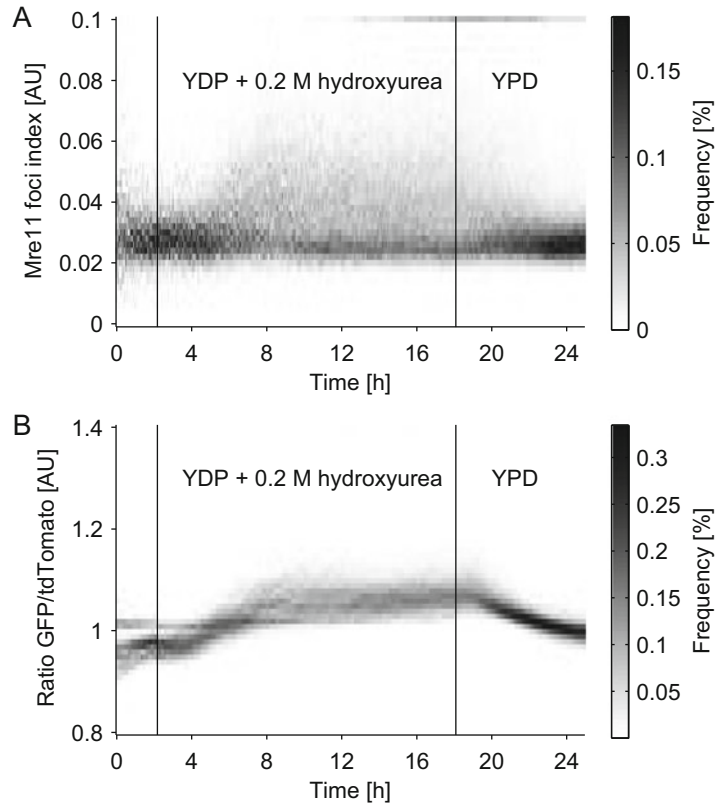 A
Mre11 foci index [AU]
0.1
0.08
0.06
0.04
0.02
0
YDP + 0.2 M hydroxyurea
YPD
0 4 8 12 16 20 24
Time [h]
Frequency [%]
0.15
0.1
0.05
0
B
Ratio GFP/tdTomato [AU]
1.4
1.2
1
0.8
YDP + 0.2 M hydroxyurea
YPD
0 4 8 12 16 20 24
Time [h]
Frequency [%]
0.3
0.25
0.2
0.15
0.1
0.05